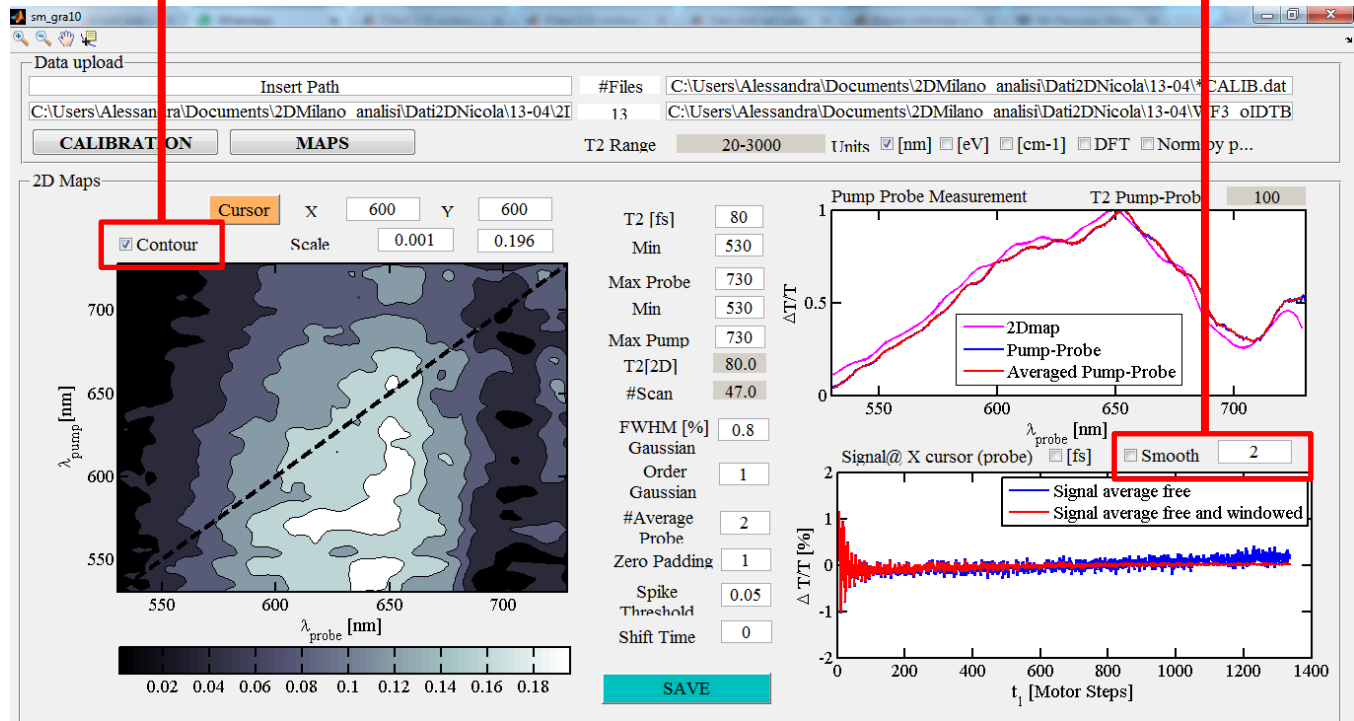 sm_gra10
Data upload
Insert Path #Files C:\Users\Alessandra\Documents\2DMilano_analisi\Dati2DNicola\13-04\*CALIB.dat
C:\Users\Alessandra\Documents\2DMilano_analisi\Dati2DNicola\13-04\2I 13 C:\Users\Alessandra\Documents\2DMilano_analisi\Dati2DNicola\13-04\ oIDTB
CALIBRATION MAPS T2 Range 20-3000 Units [nm] [eV] [cm-1] DFT Norm by p...
2D Maps
Cursor X 600 Y 600
Contour Scale 0.001 0.196
700
650
600
550
λpump [nm]
550 600 650 700
λprobe [nm]
0.02 0.04 0.06 0.08 0.1 0.12 0.14 0.16 0.18
T2 [fs] 80
Min 530
Max Probe 730
Min 530
Max Pump 730
T2[2D] 80.0
#Scan 47.0
FWHM [%] 0.8
Gaussian
Order 1
Gaussian
#Average 2
Probe
Zero Padding 1
Spike 0.05
Threshold
Shift Time 0
SAVE
Pump Probe Measurement T2 Pump-Probe 100
1
0.5
0
ΔT/T
2Dmap
Pump-Probe
Averaged Pump-Probe
550 600 650 700
λprobe [nm]
Signal@ X cursor (probe) [fs] Smooth 2
2
1
0
-1
-2
Δ T/T [%]
Signal average free
Signal average free and windowed
0 200 400 600 800 1000 1200 1400
t1 [Motor Steps]